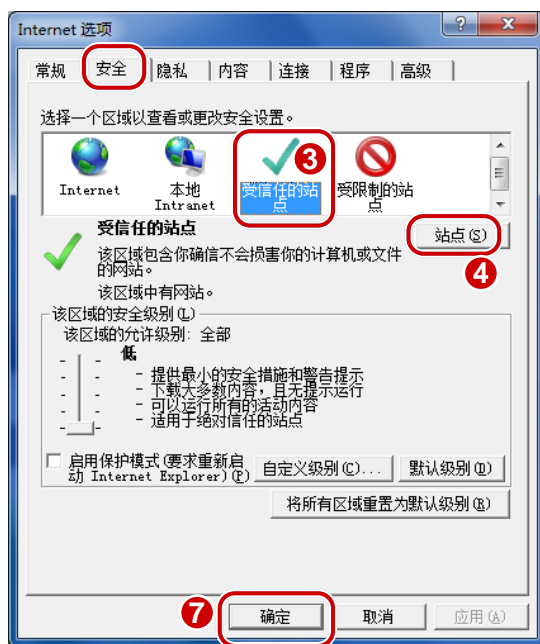 Internet 选项
常规 安全 隐私 内容 连接 程序 高级
选择一个区域以查看或更改安全设置。
3
Internet 本地 Intranet 受信任的站点 受限制的站点
受信任的站点
站点(S)
4
该区域包含你确信不会损害你的计算机或文件
的网站。
该区域中有网站。
该区域的安全级别(L)
该区域的允许级别: 全部
低
- 提供最小的安全措施和警告提示
- 下载大多数内容，且无提示运行
- 可以运行所有的活动内容
- 适用于绝对信任的站点
启用保护模式(要求重新启
动 Internet Explorer)(P)
自定义级别(C)... 默认级别(D)
将所有区域重置为默认级别(R)
7
确定 取消 应用(A)